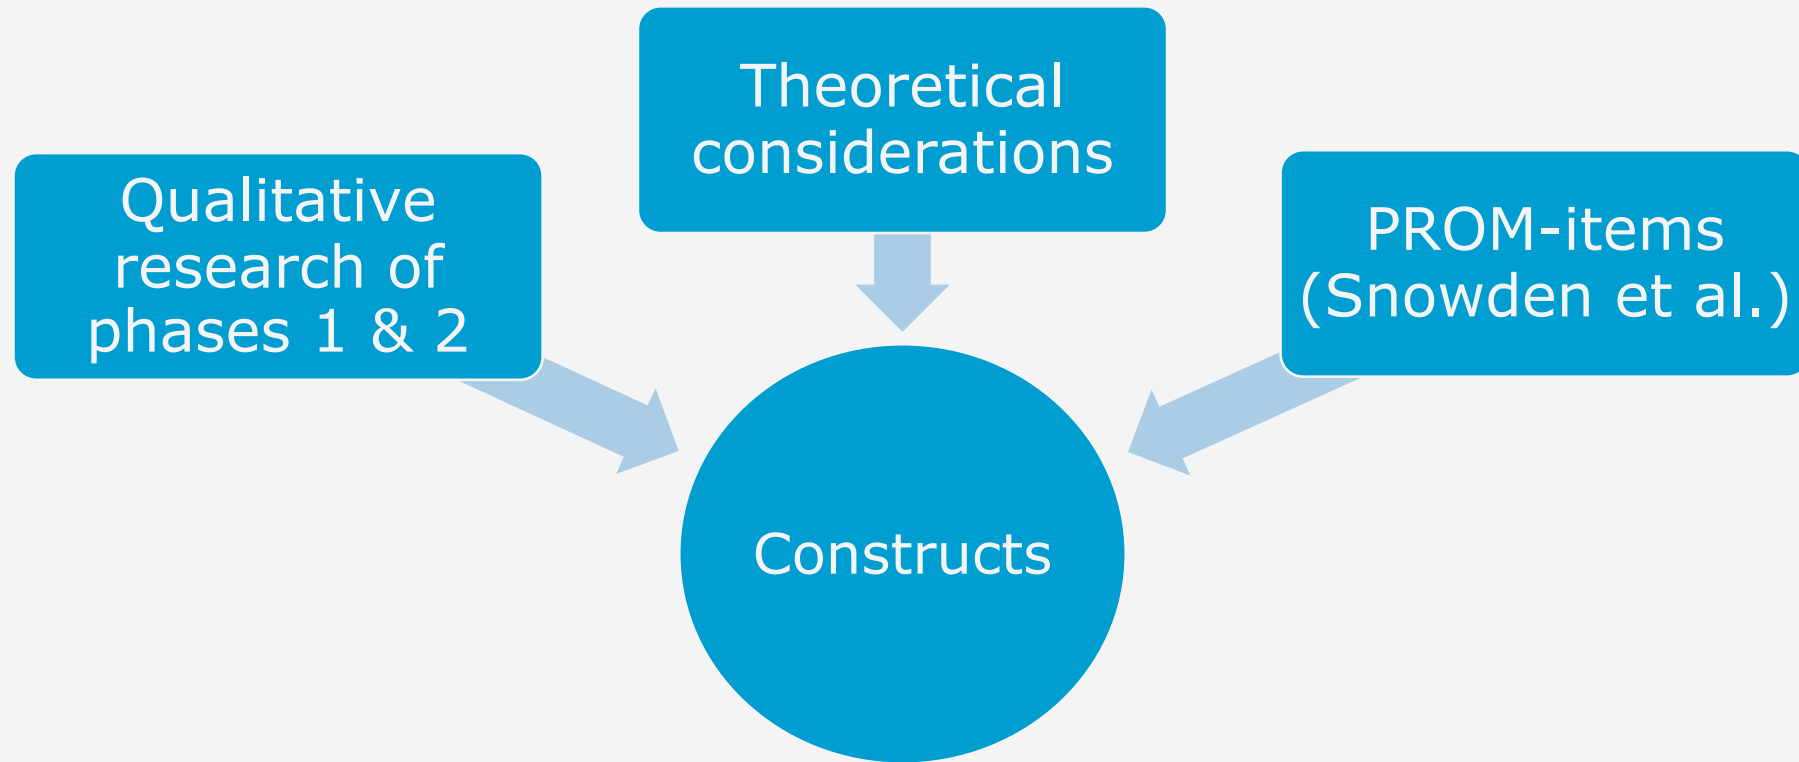 Theoretical
considerations
Qualitative
research of
phases 1 & 2
PROM-items
(Snowden et al.)
Constructs